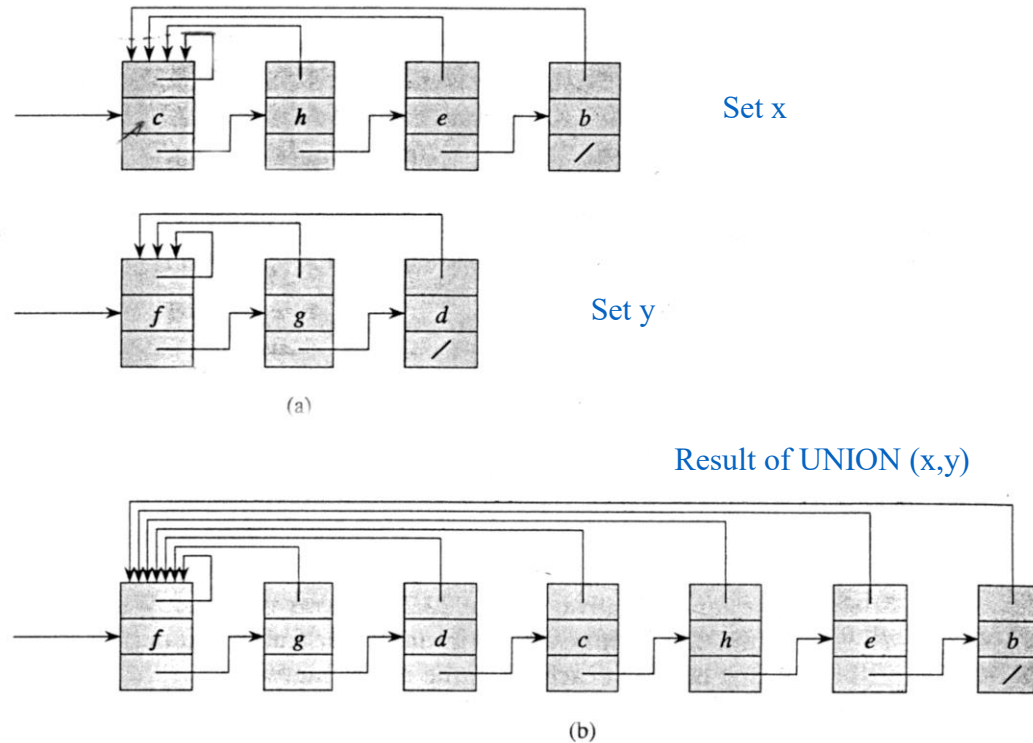 c h e b
Set x
f g d
Set y
(a)
Result of UNION (x,y)
f g d c h e b
(b)